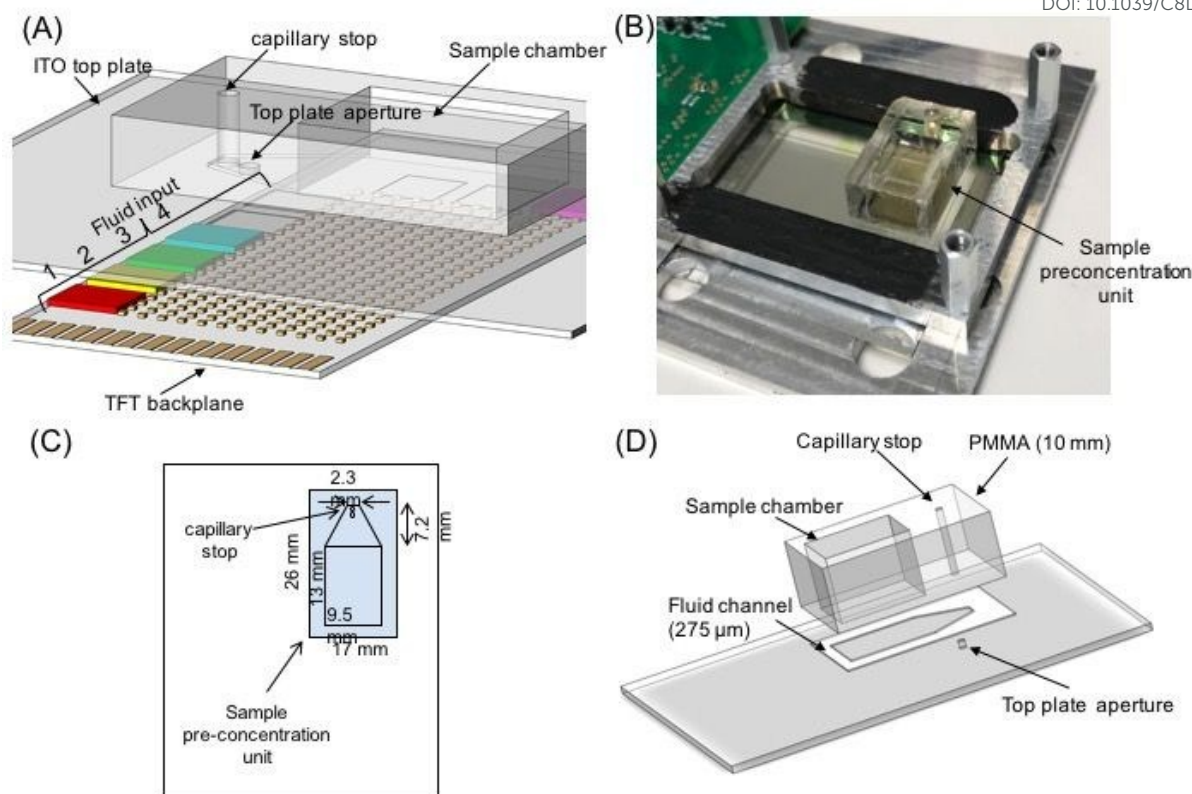 DOI: 10.1039/C8L
(A)
capillary stop
ITO top plate
Sample chamber
Top plate aperture
Fluid input
1 2 3 4
TFT backplane
(B)
Sample
preconcentration
unit
(C)
2.3
mm
capillary
stop
7.2
mm
26 mm
13 mm
9.5
mm
17 mm
Sample
pre-concentration
unit
(D)
Capillary stop
PMMA (10 mm)
Sample chamber
Fluid channel
(275 µm)
Top plate aperture